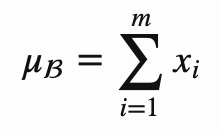 μ_ℬ = ∑_{i=1}^{m} x_i